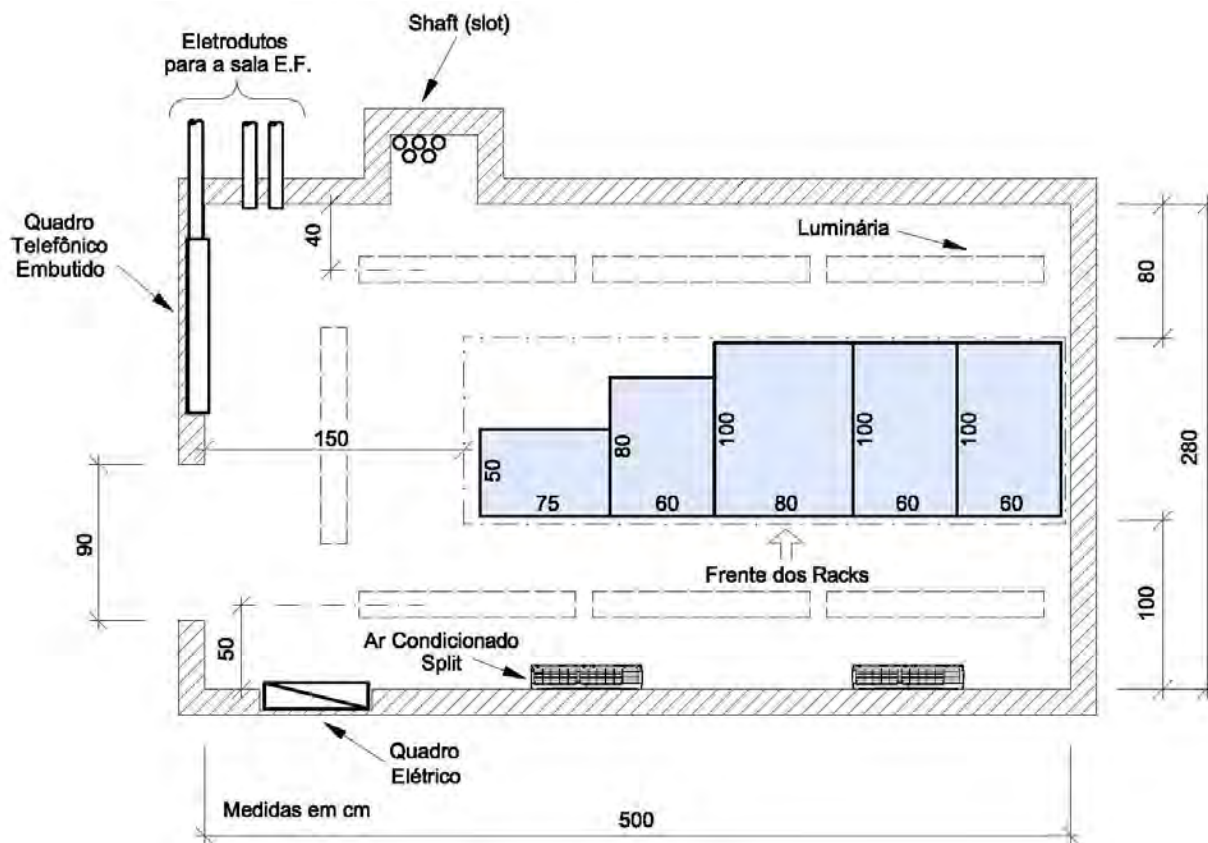 Shaft (slot)
Eletrodutos
para a sala E.F.
Quadro
Telefônico
Embutido
40
Luminária
80
150
50
75
80
60
100
80
100
60
100
60
280
90
Frente dos Racks
100
50
Ar Condicionado
Split
Quadro
Elétrico
Medidas em cm
500